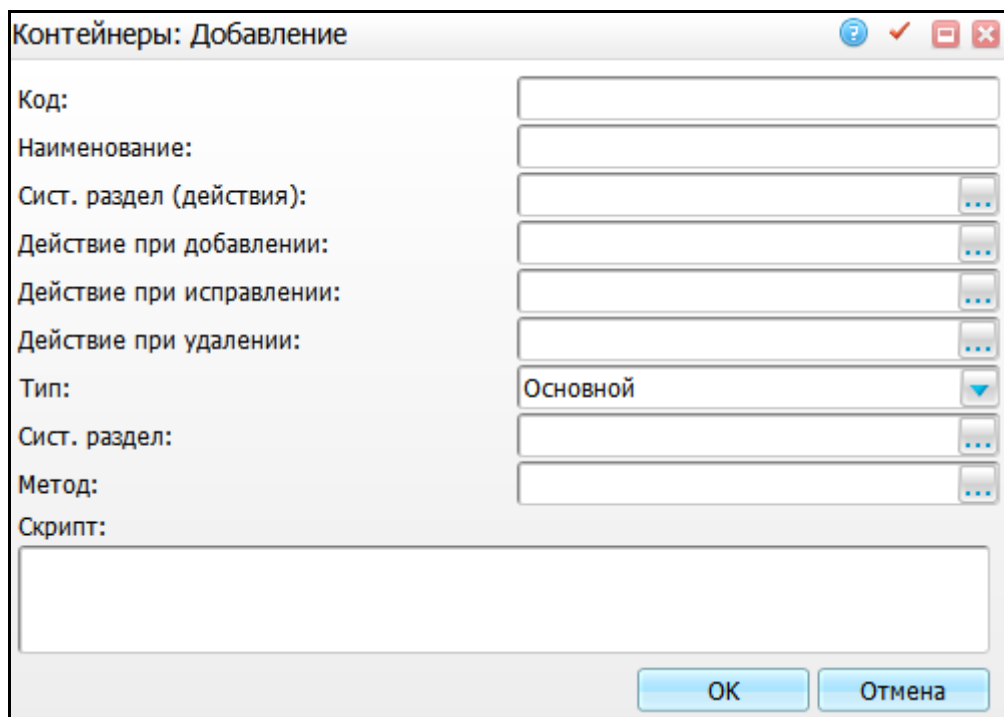 Контейнеры: Добавление
Код:
Наименование:
Сист. раздел (действия):
Действие при добавлении:
Действие при исправлении:
Действие при удалении:
Тип: Основной
Сист. раздел:
Метод:
Скрипт:
OK Отмена